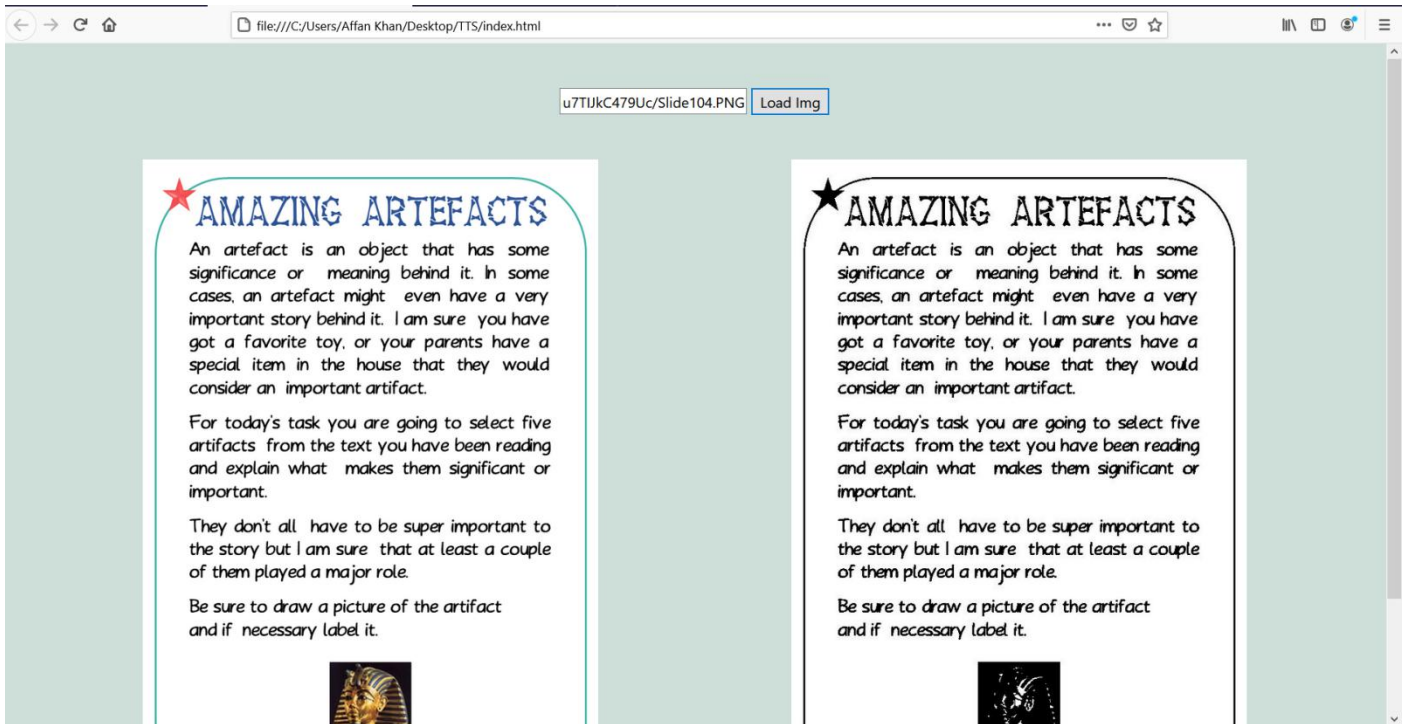 file:///C:/Users/Affan Khan/Desktop/TTS/index.html
u7TIJkC479Uc/Slide104.PNG Load Img
AMAZING ARTEFACTS
An artefact is an object that has some
significance or meaning behind it. In some
cases, an artefact might even have a very
important story behind it. I am sure you have
got a favorite toy, or your parents have a
special item in the house that they would
consider an important artifact.
For today's task you are going to select five
artifacts from the text you have been reading
and explain what makes them significant or
important.
They don't all have to be super important to
the story but I am sure that at least a couple
of them played a major role.
Be sure to draw a picture of the artifact
and if necessary label it.
AMAZING ARTEFACTS
An artefact is an object that has some
significance or meaning behind it. In some
cases, an artefact might even have a very
important story behind it. I am sure you have
got a favorite toy, or your parents have a
special item in the house that they would
consider an important artifact.
For today's task you are going to select five
artifacts from the text you have been reading
and explain what makes them significant or
important.
They don't all have to be super important to
the story but I am sure that at least a couple
of them played a major role.
Be sure to draw a picture of the artifact
and if necessary label it.